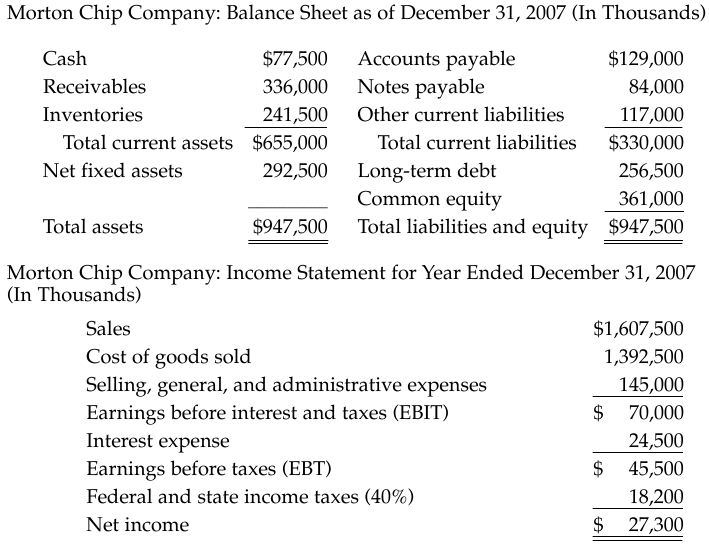 Morton Chip Company: Balance Sheet as of December 31, 2007 (In Thousands)
Cash $77,500 Accounts payable $129,000
Receivables 336,000 Notes payable 84,000
Inventories 241,500 Other current liabilities 117,000
Total current assets $655,000 Total current liabilities $330,000
Net fixed assets 292,500 Long-term debt 256,500
Common equity 361,000
Total assets $947,500 Total liabilities and equity $947,500
Morton Chip Company: Income Statement for Year Ended December 31, 2007
(In Thousands)
Sales $1,607,500
Cost of goods sold 1,392,500
Selling, general, and administrative expenses 145,000
Earnings before interest and taxes (EBIT) $ 70,000
Interest expense 24,500
Earnings before taxes (EBT) $ 45,500
Federal and state income taxes (40%) 18,200
Net income $ 27,300